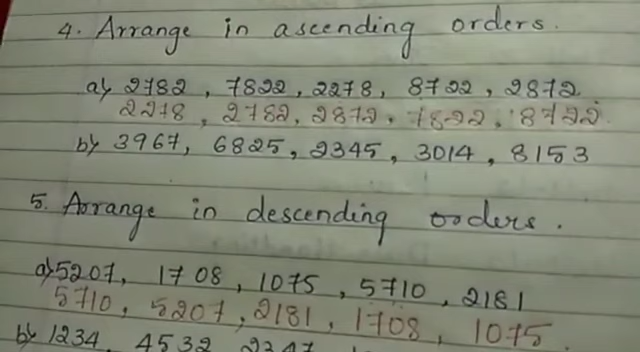 4. Arrange in ascending orders.
a) 2782, 7822, 2278, 8722, 2872
2278, 2782, 2872, 7822, 8722
b) 3967, 6825, 2345, 3014, 8153
5. Arrange in descending orders.
a) 5207, 1708, 1075, 5710, 2181
5710, 5207, 2181, 1708, 1075
b) 1234, 4532